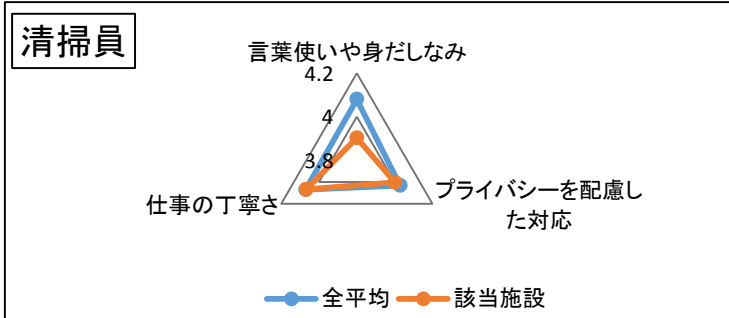 清掃員
言葉使いや身だしなみ
4.2
4
3.8
仕事の丁寧さ
プライバシーを配慮し
た対応
全平均
該当施設